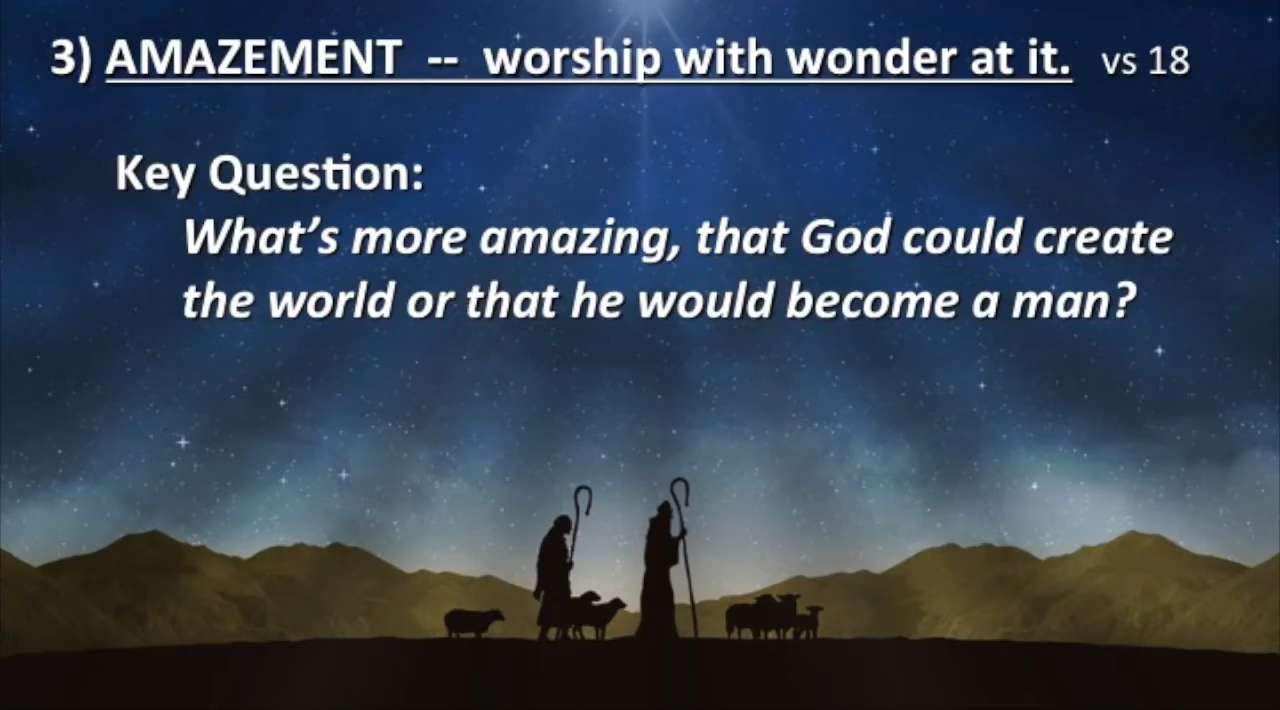 3) AMAZEMENT -- worship with wonder at it. vs 18
Key Question:
What's more amazing, that God could create
the world or that he would become a man?